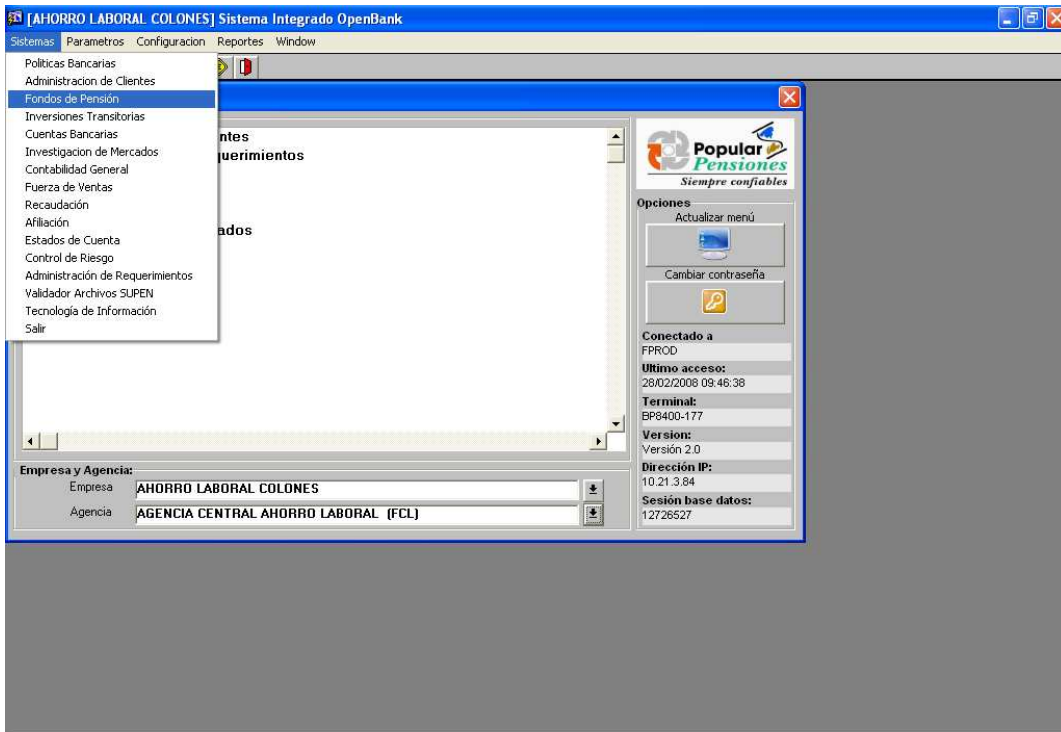 [AHORRO LABORAL COLONES] Sistema Integrado OpenBank
Sistemas Parametros Configuracion Reportes Window
Politicas Bancarias
Administracion de Clientes
Fondos de Pensión
Inversiones Transitorias
Cuentas Bancarias
Investigacion de Mercados
Contabilidad General
Fuerza de Ventas
Recaudación
Afiliación
Estados de Cuenta
Control de Riesgo
Administración de Requerimientos
Validador Archivos SUPEN
Tecnología de Información
Salir
ntes
querimientos
ados
Popular
Pensiones
Siempre confiables
Opciones
Actualizar menú
Cambiar contraseña
Conectado a
FPROD
Ultimo acceso:
28/02/2008 09:46:38
Terminal:
BP8400-177
Version:
Versión 2.0
Dirección IP:
10.21.3.84
Sesión base datos:
12726527
Empresa y Agencia:
Empresa AHORRO LABORAL COLONES
Agencia AGENCIA CENTRAL AHORRO LABORAL (FCL)